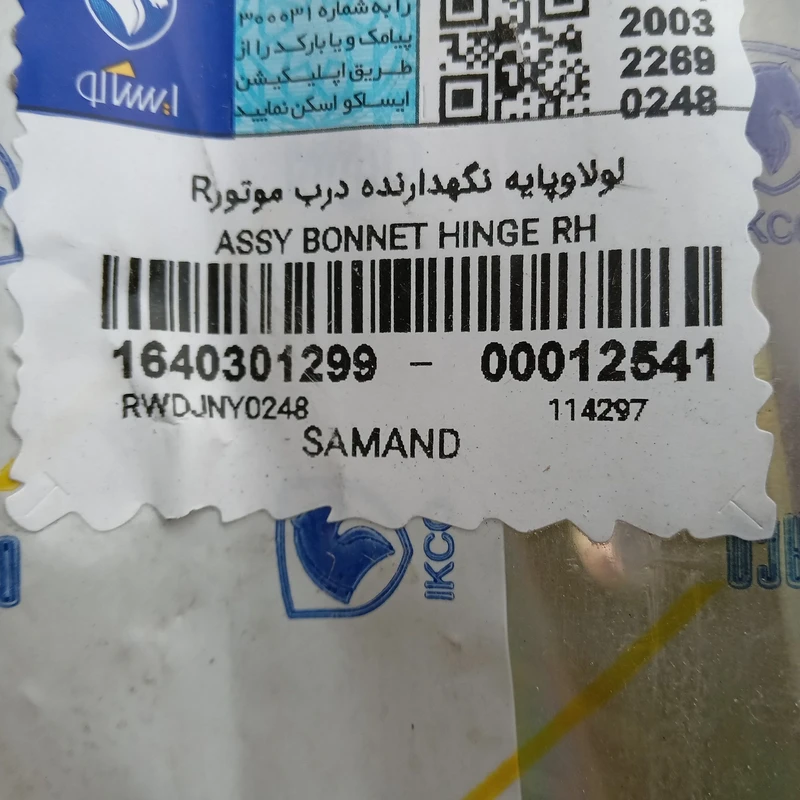 را به شماره ۳۰۰۰۳۱
پیامک و یا بارکد را از
طریق اپلیکیشن
ایساکو اسکن نمایید
ایساکو
2003
2269
0248
لولاوپایه نگهدارنده درب موتورR
ASSY BONNET HINGE RH
1640301299 - 00012541
RWDJNY0248 114297
SAMAND
IKCO